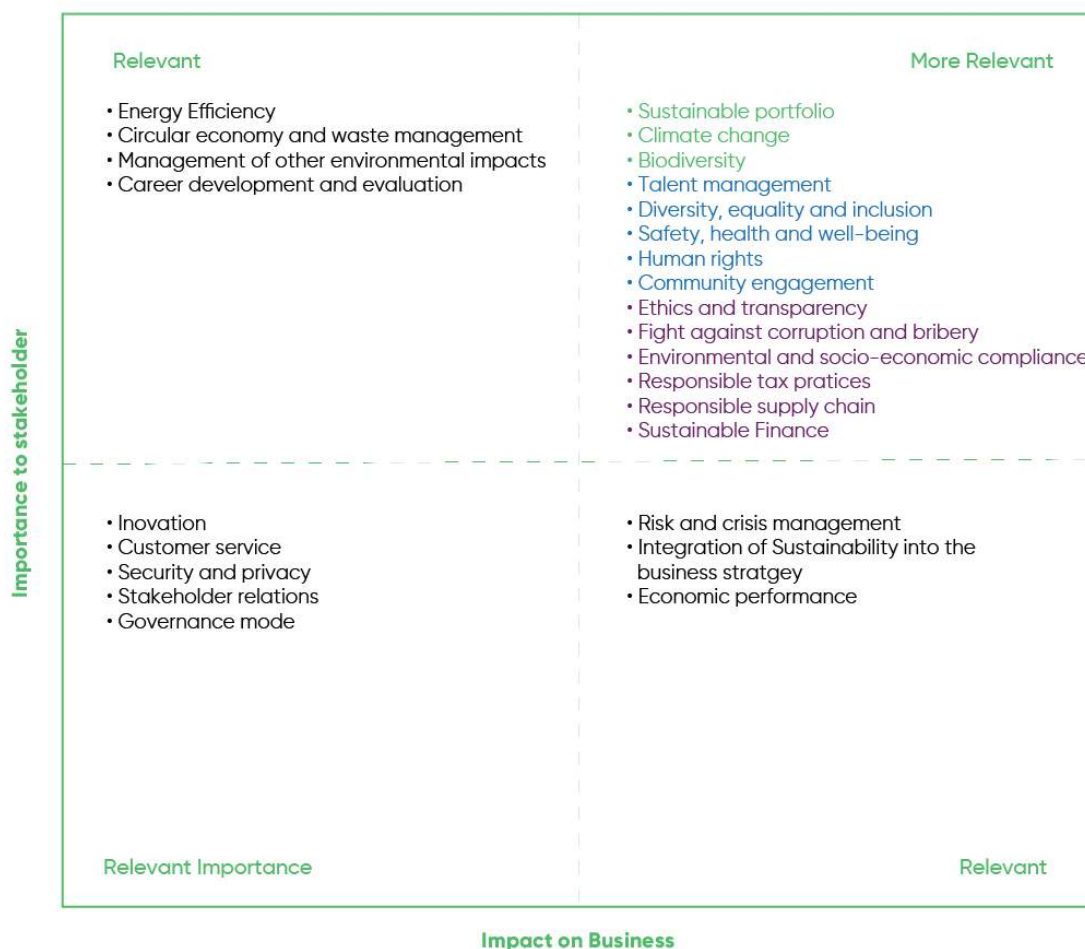 Relevant
• Energy Efficiency
• Circular economy and waste management
• Management of other environmental impacts
• Career development and evaluation
More Relevant
• Sustainable portfolio
• Climate change
• Biodiversity
• Talent management
• Diversity, equality and inclusion
• Safety, health and well-being
• Human rights
• Community engagement
• Ethics and transparency
• Fight against corruption and bribery
• Environmental and socio-economic compliance
• Responsible tax pratices
• Responsible supply chain
• Sustainable Finance
Importance to stakeholder
• Inovation
• Customer service
• Security and privacy
• Stakeholder relations
• Governance mode
Relevant Importance
• Risk and crisis management
• Integration of Sustainability into the
business stratgey
• Economic performance
Relevant
Impact on Business